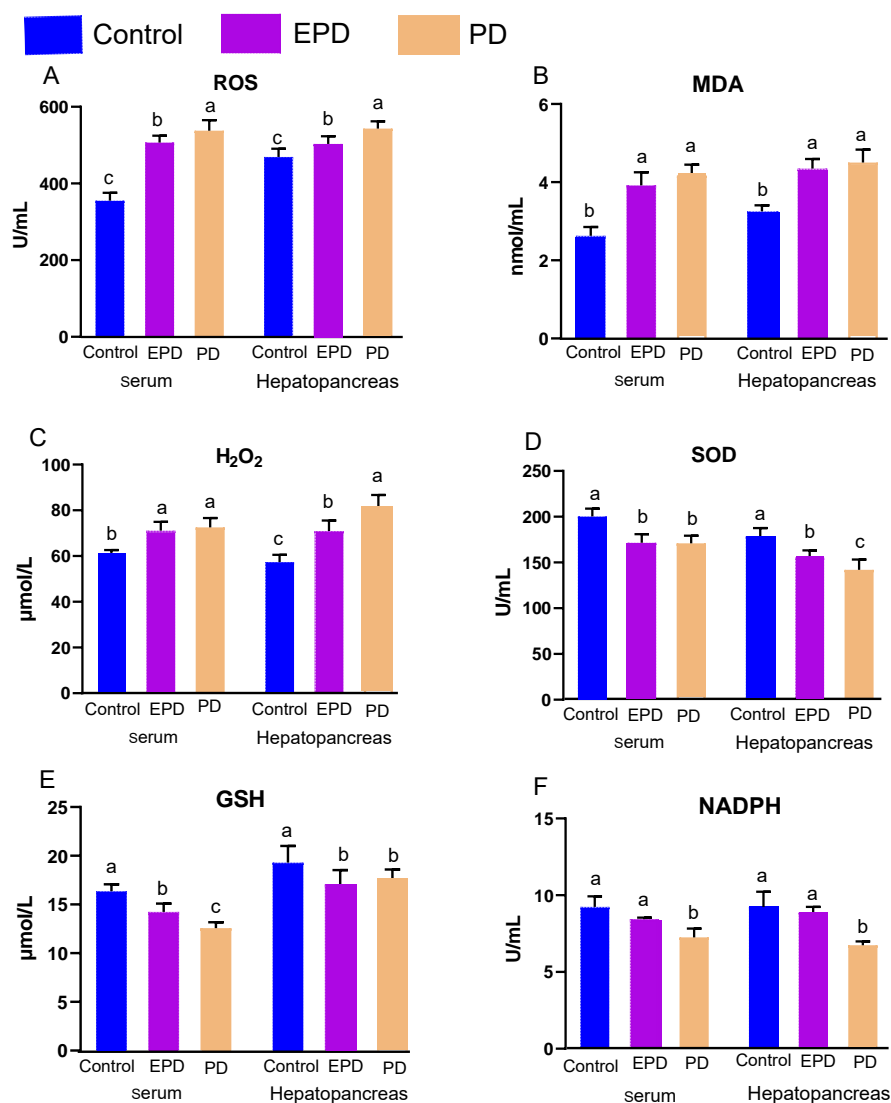 Control EPD PD
A
ROS
600
400
200
0
U/mL
c b a c b a
Control EPD PD Control EPD PD
Serum Hepatopancreas
B
MDA
6
4
2
0
nmol/mL
b a a b a a
Control EPD PD Control EPD PD
Serum Hepatopancreas
C
H₂O₂
100
80
60
40
20
0
μmol/L
b a a c b a
Control EPD PD Control EPD PD
Serum Hepatopancreas
D
SOD
250
200
150
100
50
0
U/mL
a b b a b c
Control EPD PD Control EPD PD
Serum Hepatopancreas
E
GSH
25
20
15
10
5
0
μmol/L
a b c a b b
Control EPD PD Control EPD PD
Serum Hepatopancreas
F
NADPH
15
10
5
0
U/mL
a a b a a b
Control EPD PD Control EPD PD
Serum Hepatopancreas